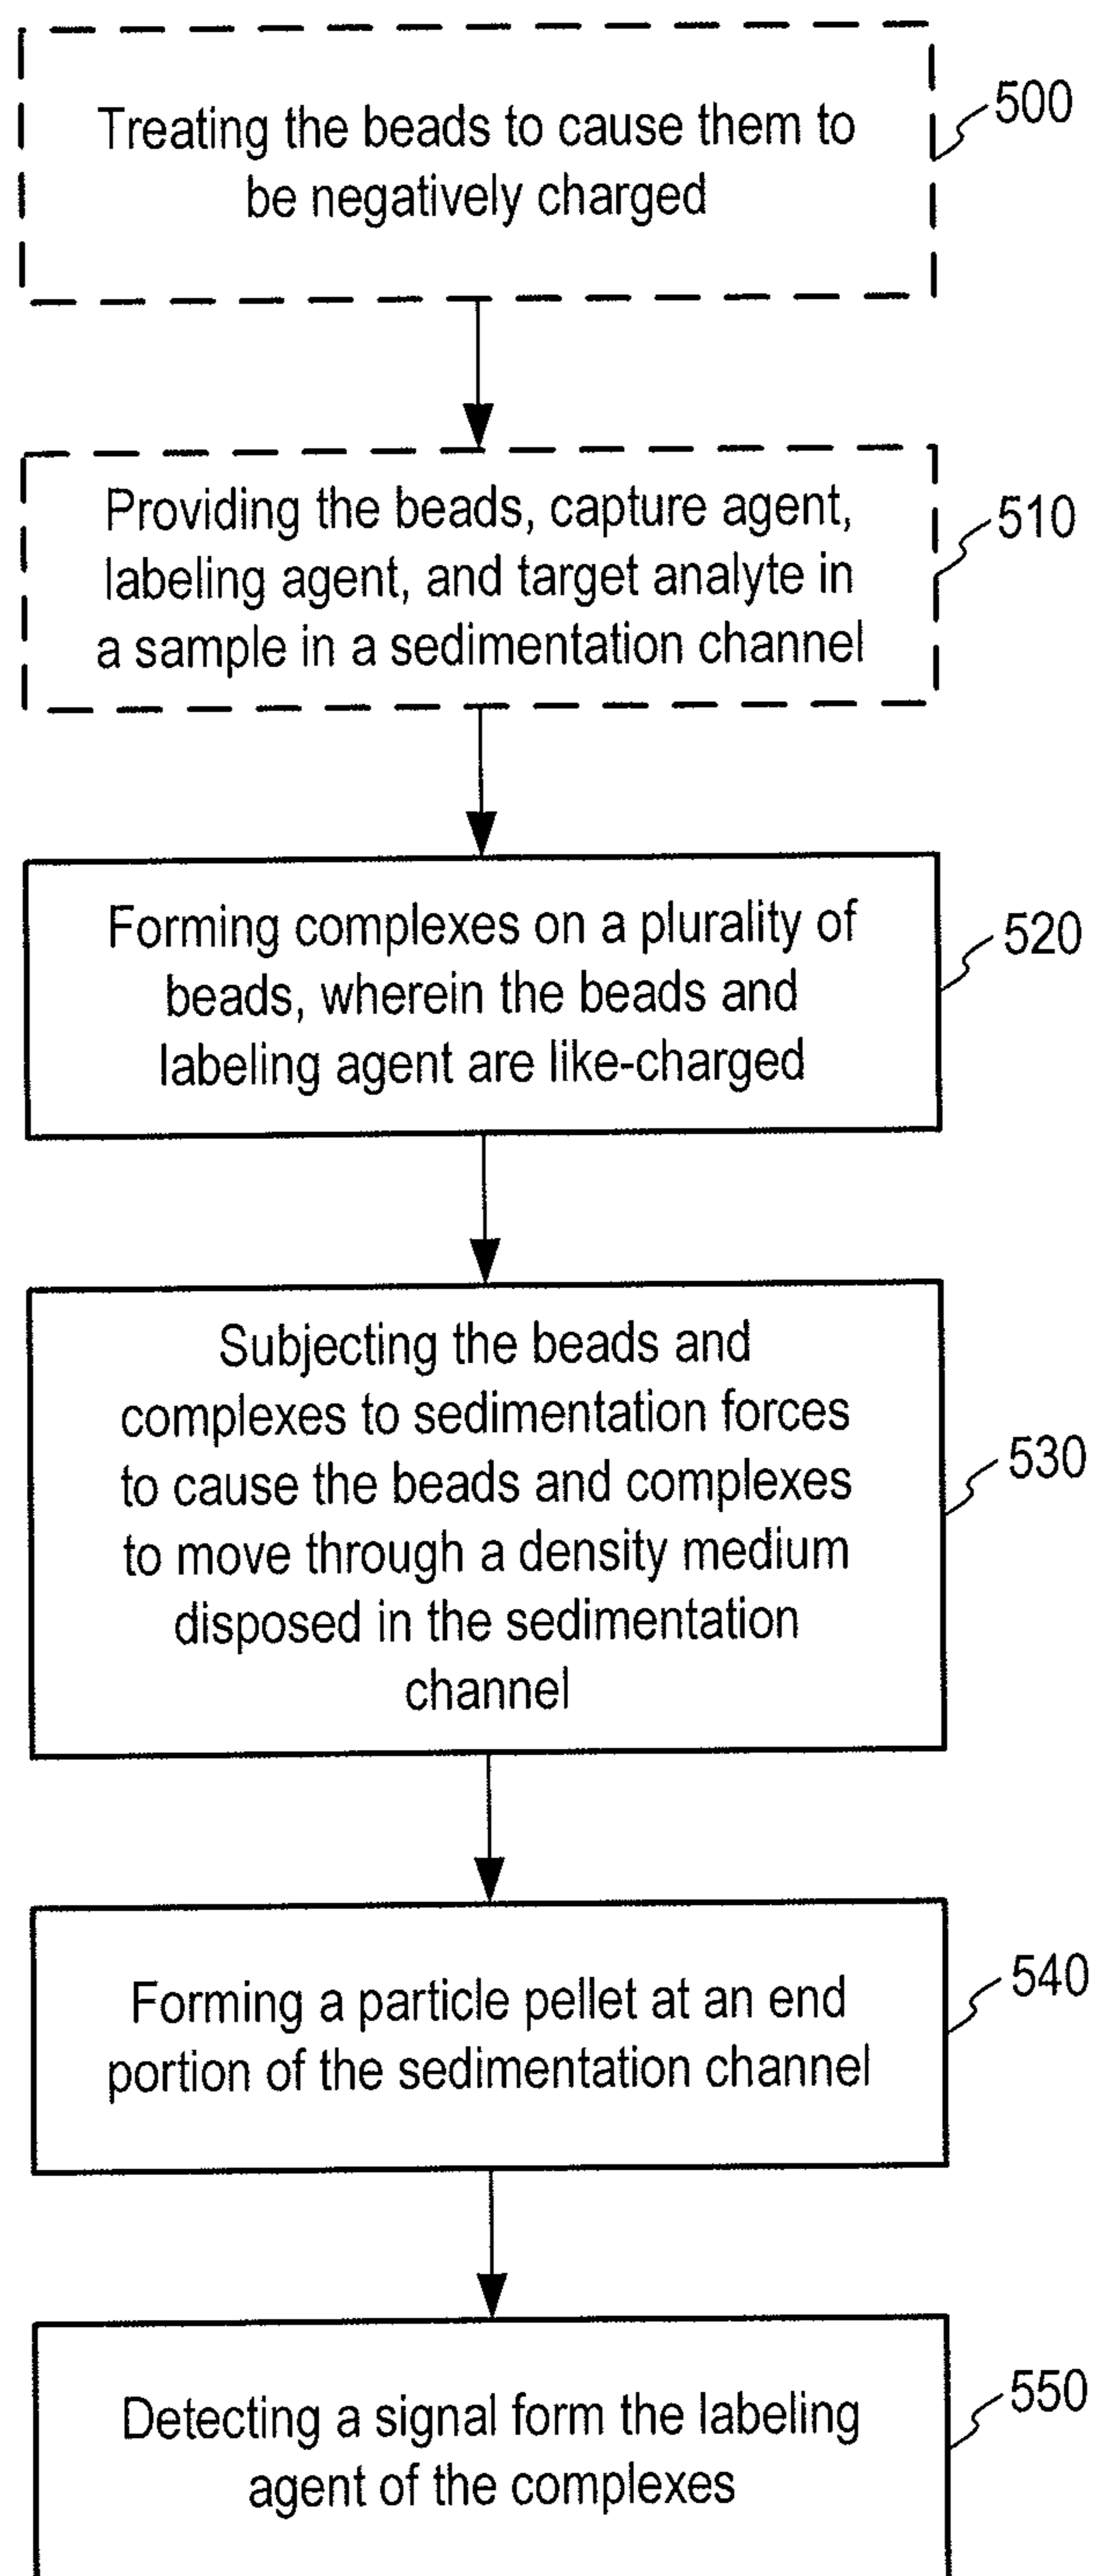 Treating the beads to cause them to
be negatively charged
500
Providing the beads, capture agent,
labeling agent, and target analyte in
a sample in a sedimentation channel
510
Forming complexes on a plurality of
beads, wherein the beads and
labeling agent are like-charged
520
Subjecting the beads and
complexes to sedimentation forces
to cause the beads and complexes
to move through a density medium
disposed in the sedimentation
channel
530
Forming a particle pellet at an end
portion of the sedimentation channel
540
Detecting a signal form the labeling
agent of the complexes
550